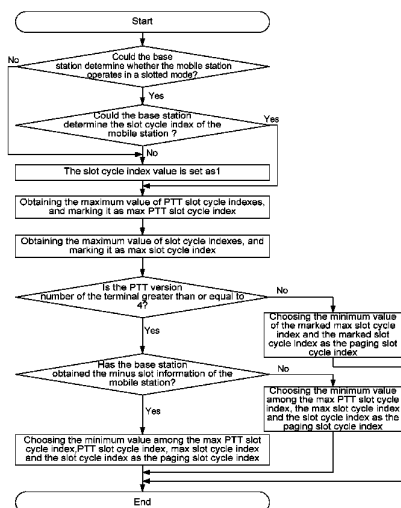 Start
Could the base
station determine whether the mobile station
operates in a slotted mode?
No
Yes
Could the base station
determine the slot cycle index of the
mobile station ?
Yes
No
The slot cycle index value is set as1
Obtaining the maximum value of PTT slot cycle indexes,
and marking it as max PTT slot cycle index
Obtaining the maximum value of slot cycle indexes, and
marking it as max slot cycle index
Is the PTT version
number of the terminal greater than or equal to
4?
No
Yes
Choosing the minimum value
of the marked max slot cycle
index and the marked slot
cycle index as the paging slot
cycle index
Has the base station
obtained the minus slot information of the
mobile station?
No
Yes
Choosing the minimum value
among the max PTT slot cycle
index, the max slot cycle index
and the slot cycle index as the
paging slot cycle index
Choosing the minimum value among the max PTT slot
cycle index,PTT slot cycle index, max slot cycle index
and the slot cycle index as the paging slot cycle index
End